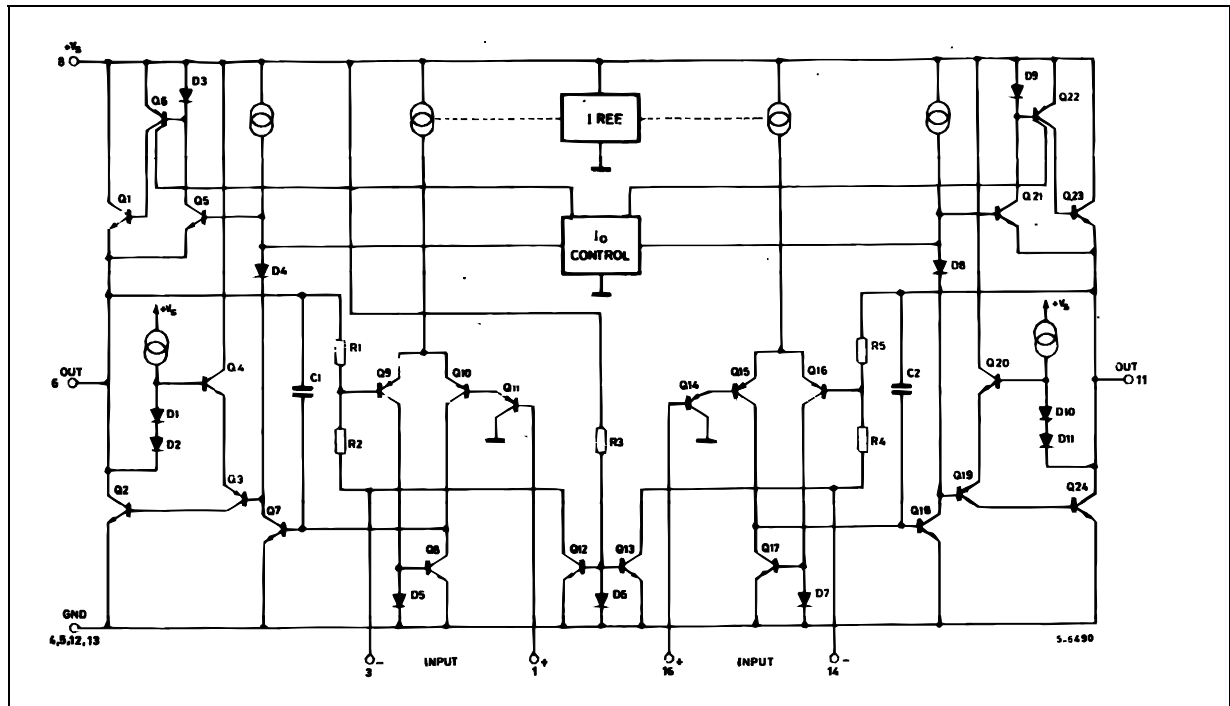 +Vs
8
D3
D9
Q6
Q22
I REE
Q1
Q5
Q21
Q23
Io
CONTROL
D4
D8
+Vs
+Vs
R1
R5
Q4
Q9
Q10
Q11
Q14
Q15
Q16
Q20
OUT
6
C1
C2
OUT
11
D1
D10
D2
R2
R3
R4
D11
Q2
Q3
Q19
Q24
Q7
Q18
Q8
Q12
Q13
Q17
D5
D6
D7
GND
4,5,12,13
S-6490
- INPUT +
+ INPUT -
3
1
16
14